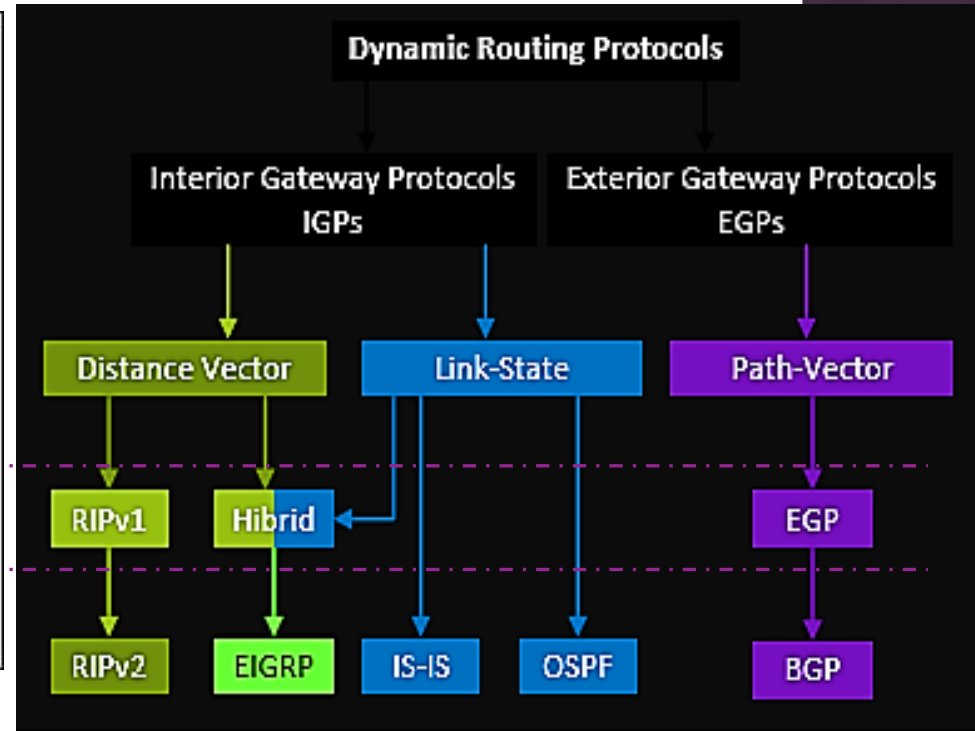 Dynamic Routing Protocols
Interior Gateway Protocols
IGPs
Exterior Gateway Protocols
EGPs
Distance Vector
Link-State
Path-Vector
RIPv1
Hibrid
EGP
RIPv2
EIGRP
IS-IS
OSPF
BGP